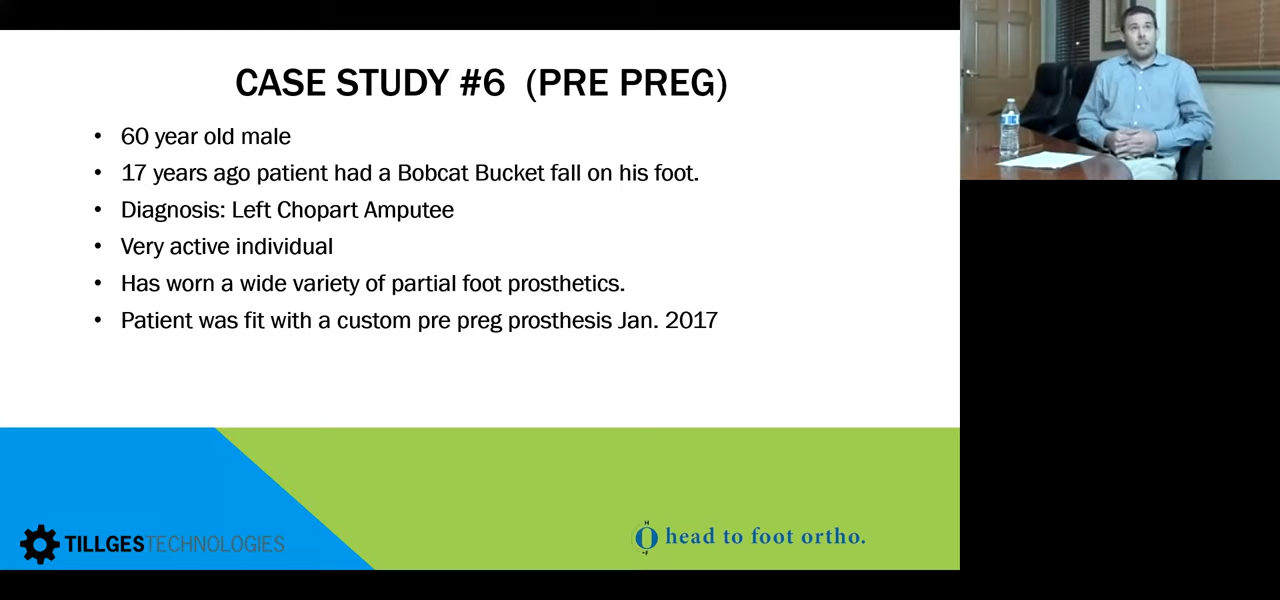 CASE STUDY #6 (PRE PREG)
• 60 year old male
• 17 years ago patient had a Bobcat Bucket fall on his foot.
• Diagnosis: Left Chopart Amputee
• Very active individual
• Has worn a wide variety of partial foot prosthetics.
• Patient was fit with a custom pre preg prosthesis Jan. 2017
TILLGESTECHNOLOGIES
head to foot ortho.